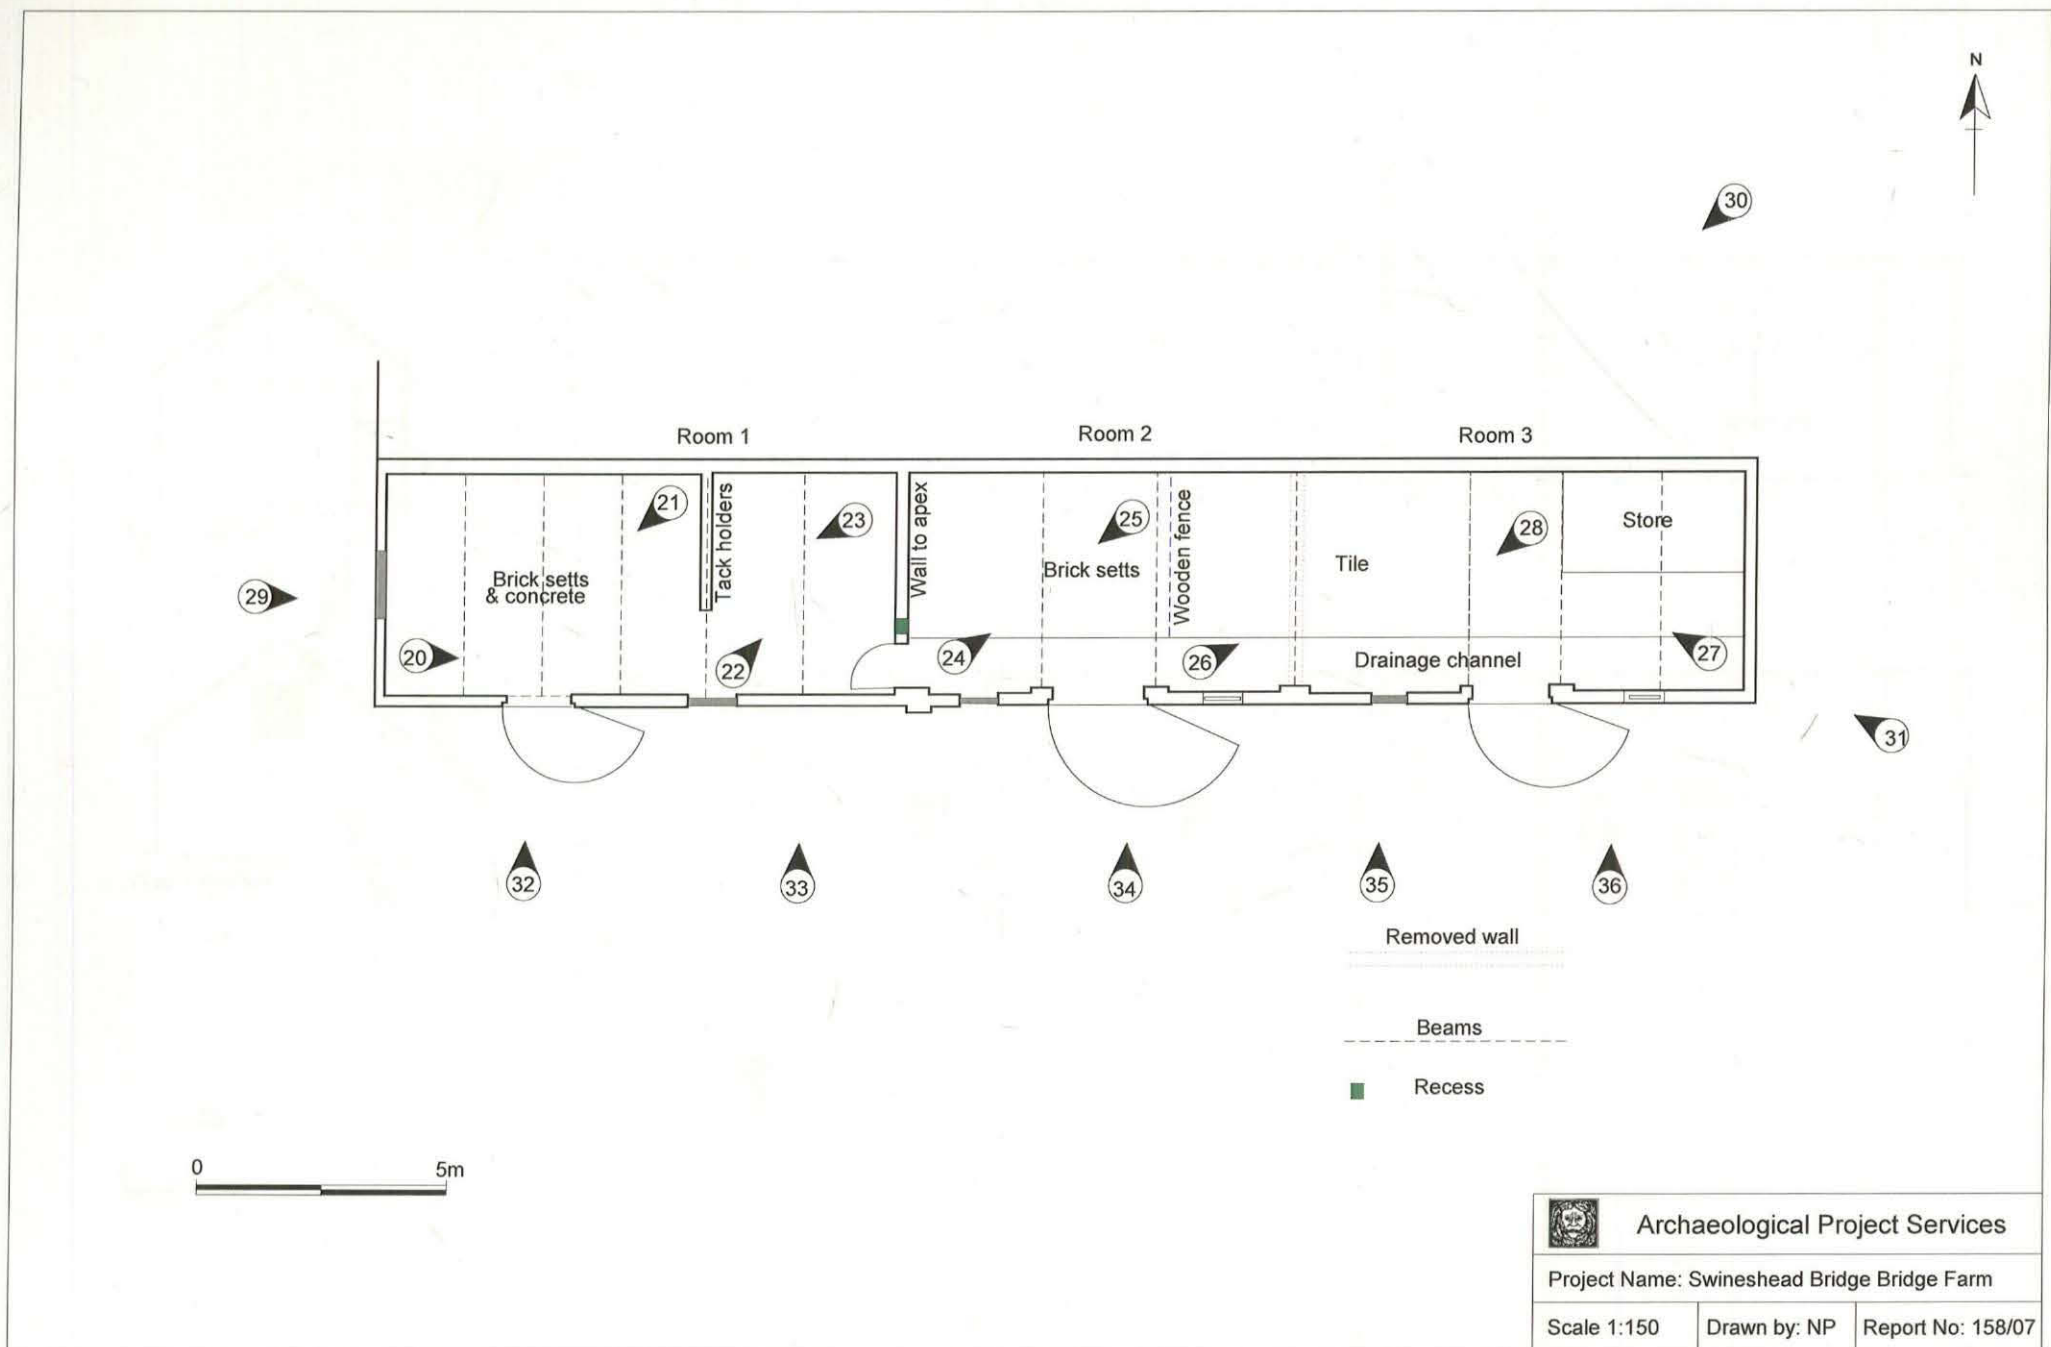 N
30
Room 1
Room 2
Room 3
21
Tack holders
23
Wall to apex
25
Wooden fence
28
Store
Tile
Brick setts
& concrete
Brick setts
29
20
22
24
26
Drainage channel
27
31
32
33
34
35
36
Removed wall
Beams
Recess
0
5m
Archaeological Project Services
Project Name: Swineshead Bridge Bridge Farm
Scale 1:150
Drawn by: NP
Report No: 158/07